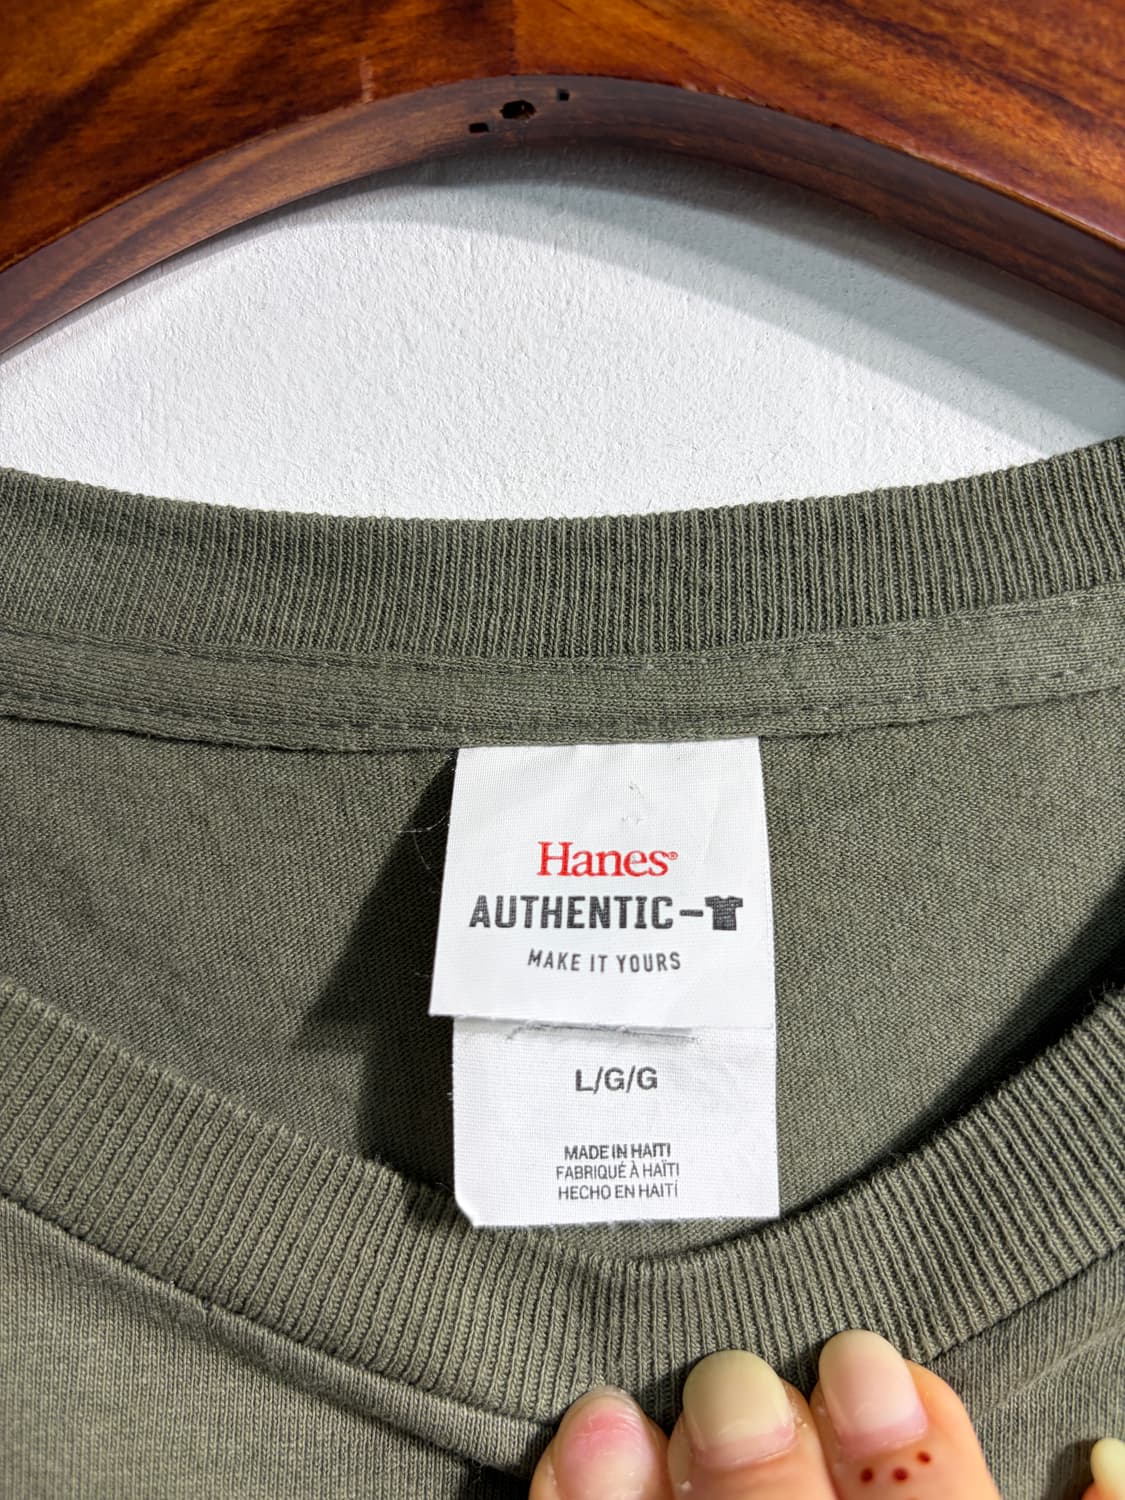 Hanes®
AUTHENTIC-
MAKE IT YOURS
L/G/G
MADE IN HAITI
FABRIQUÉ À HAÏTI
HECHO EN HAITÍ